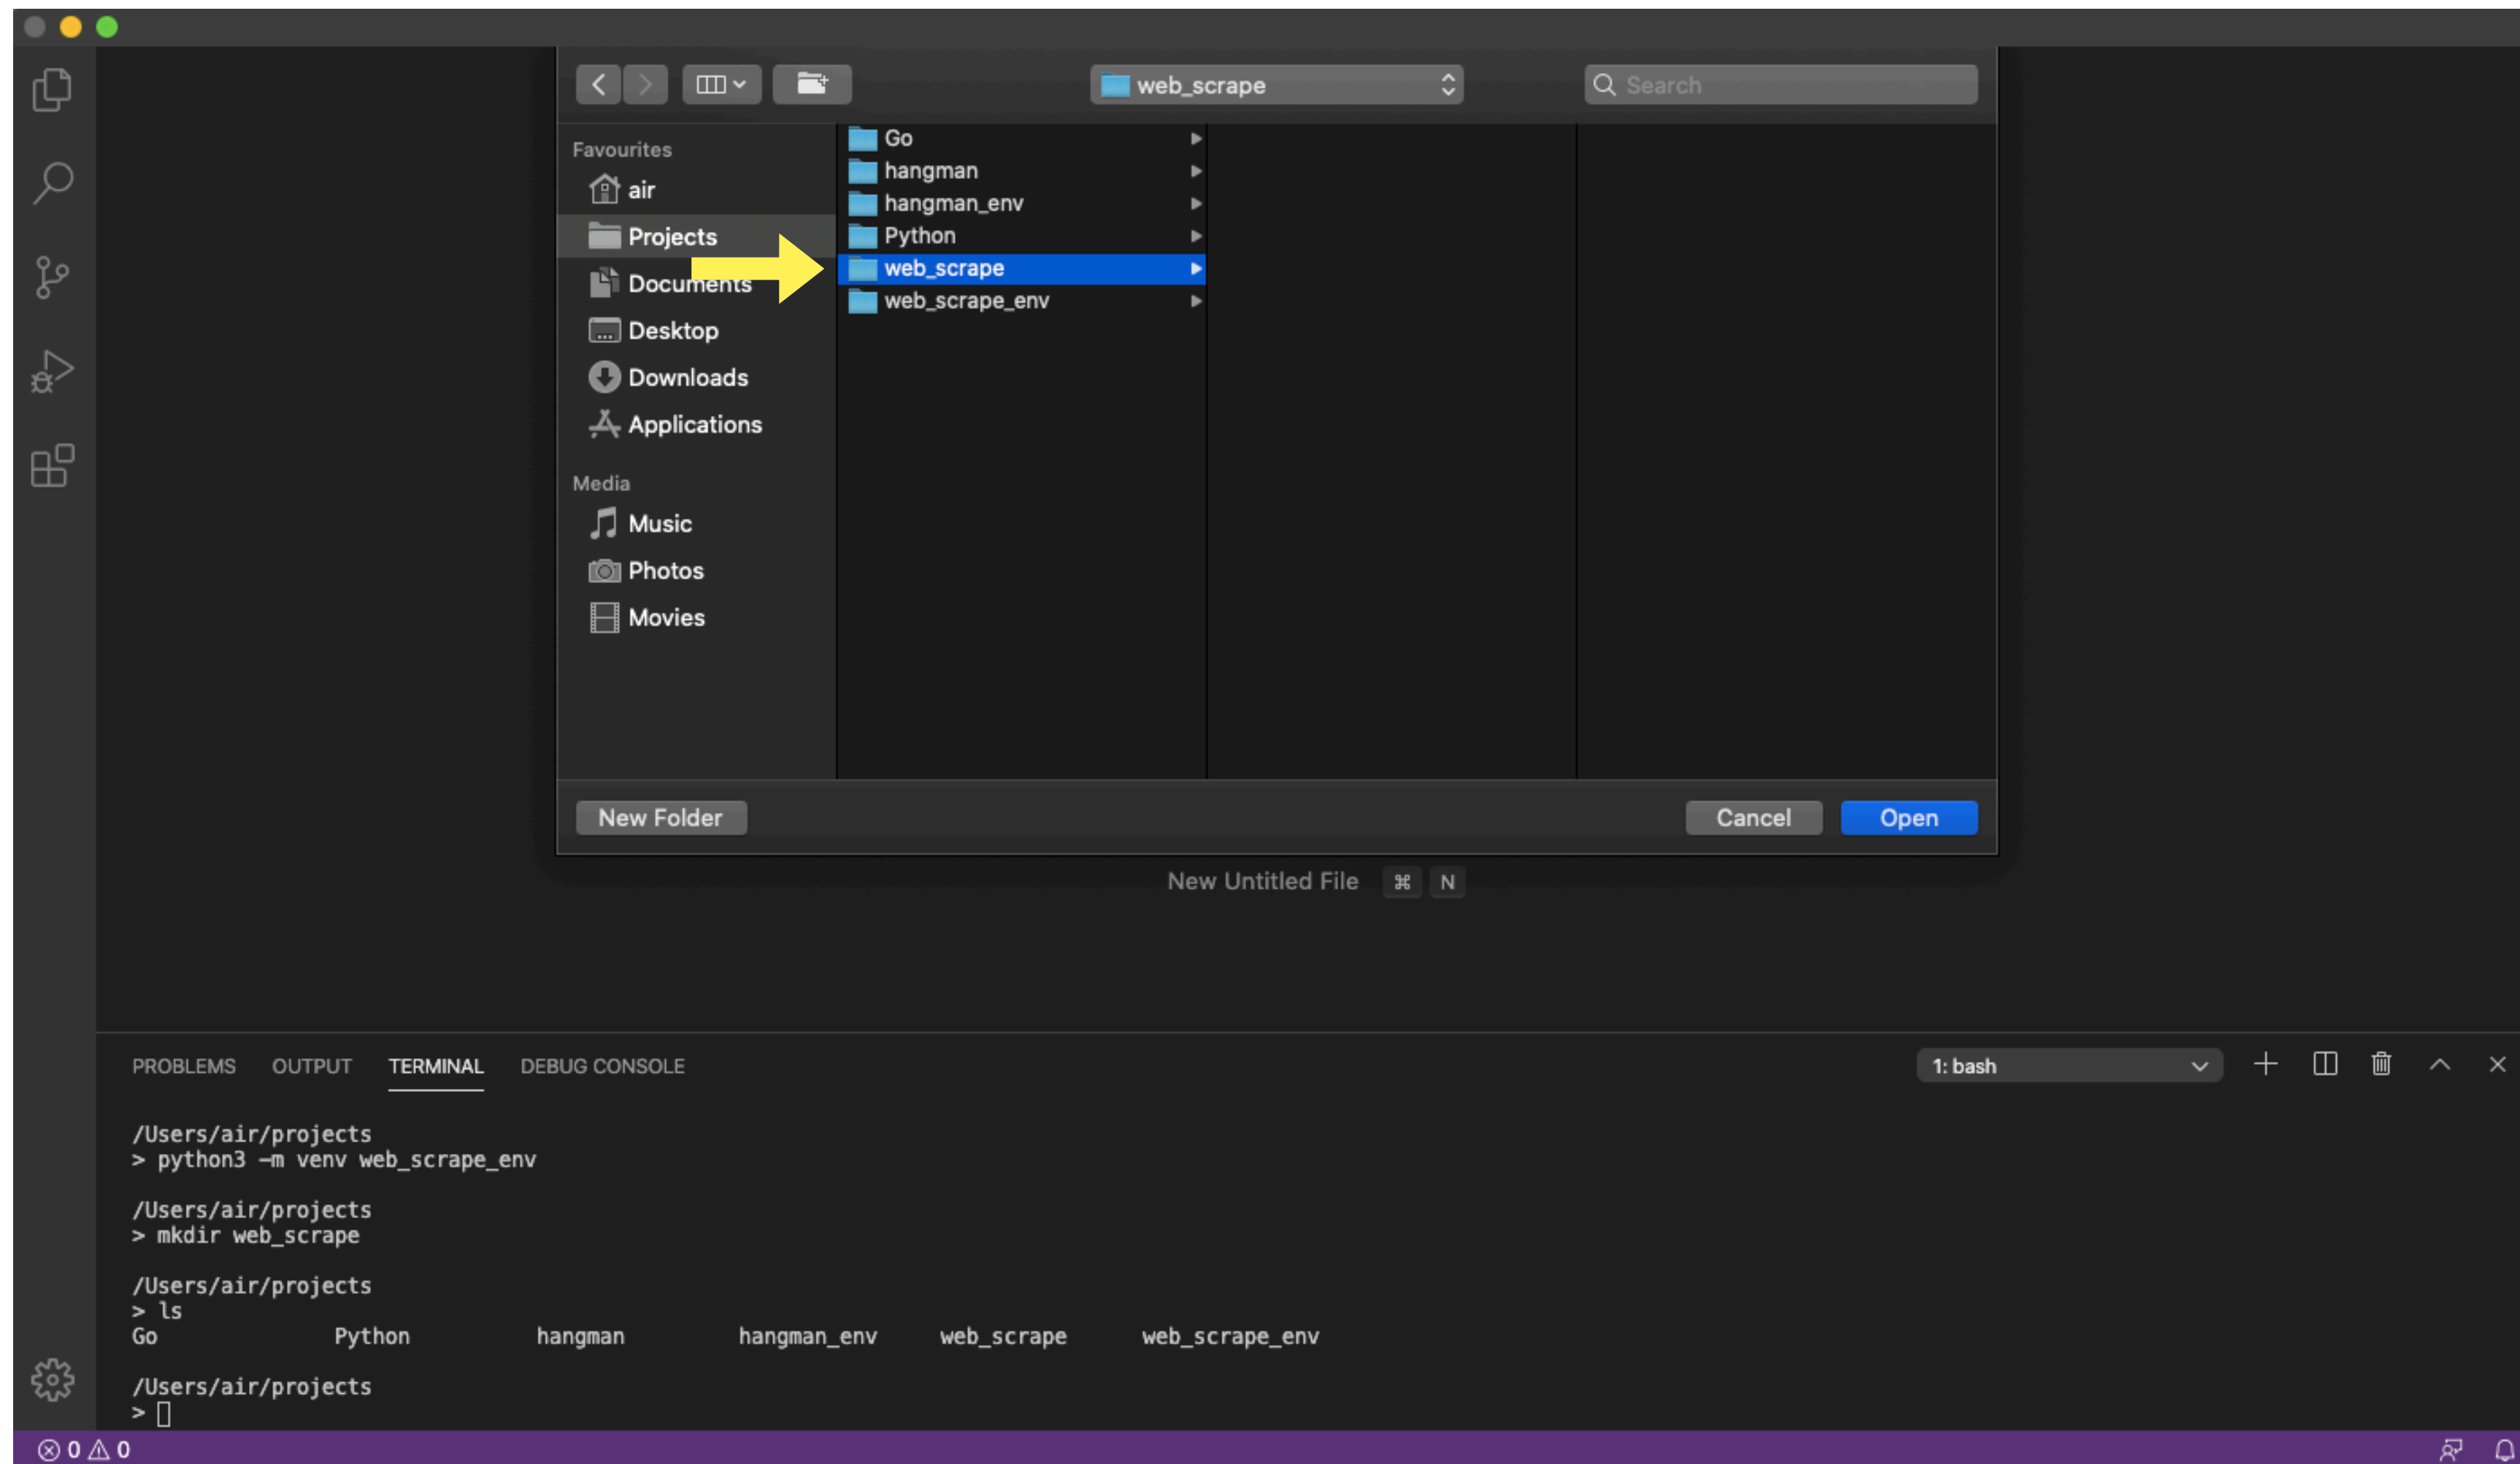 web_scrape
Search
Favourites
air
Projects
Documents
Desktop
Downloads
Applications
Media
Music
Photos
Movies
Go
hangman
hangman_env
Python
web_scrape
web_scrape_env
New Folder
Cancel
Open
New Untitled File ⌘ N
PROBLEMS OUTPUT TERMINAL DEBUG CONSOLE
1: bash
/Users/air/projects
> python3 -m venv web_scrape_env
/Users/air/projects
> mkdir web_scrape
/Users/air/projects
> ls
Go Python hangman hangman_env web_scrape web_scrape_env
/Users/air/projects
>
0 0